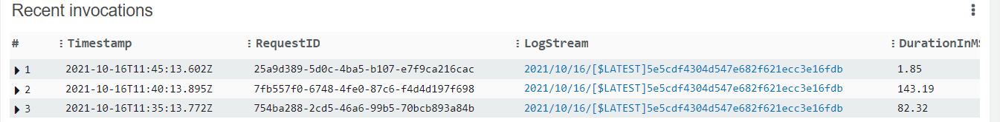 Recent invocations
# Timestamp RequestID LogStream DurationInMS
1 2021-10-16T11:45:13.602Z 25a9d389-5d0c-4ba5-b107-e7f9ca216cac 2021/10/16/[$LATEST]5e5cdf4304d547e682f621ecc3e16fdb 1.85
2 2021-10-16T11:40:13.895Z 7fb557f0-6748-4fe0-87c6-f4d4d197f698 2021/10/16/[$LATEST]5e5cdf4304d547e682f621ecc3e16fdb 143.19
3 2021-10-16T11:35:13.772Z 754ba288-2cd5-46a6-99b5-70bcb893a84b 2021/10/16/[$LATEST]5e5cdf4304d547e682f621ecc3e16fdb 82.32